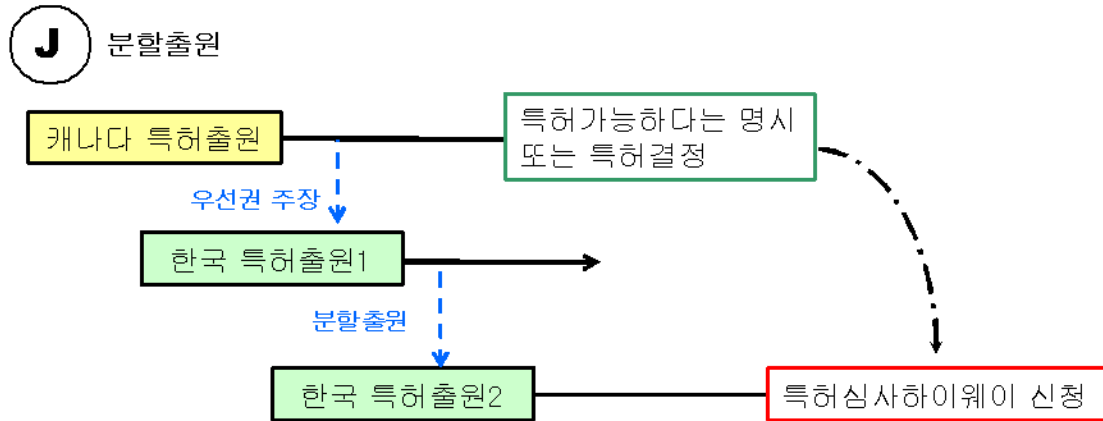 J 분할출원
캐나다 특허출원
특허가능하다는 명시
또는 특허결정
우선권 주장
한국 특허출원1
분할출원
한국 특허출원2
특허심사하이웨이 신청